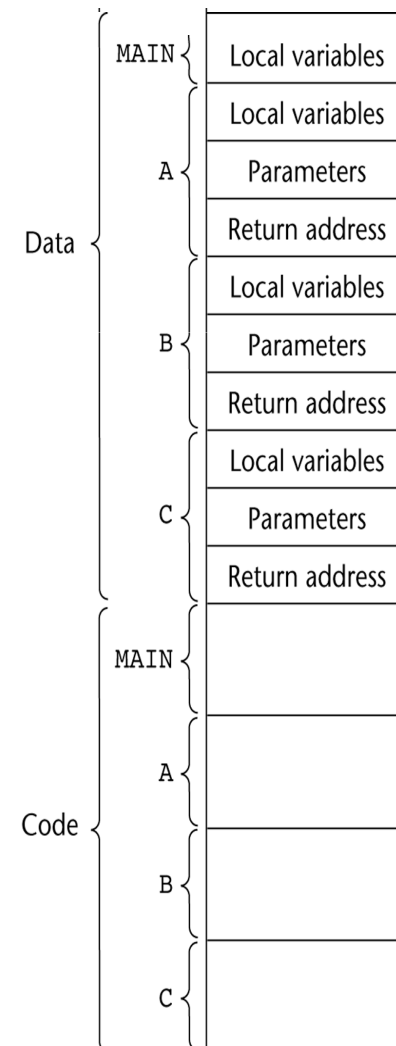 MAIN
Local variables
Local variables
A
Parameters
Return address
Data
Local variables
B
Parameters
Return address
Local variables
C
Parameters
Return address
MAIN
A
Code
B
C